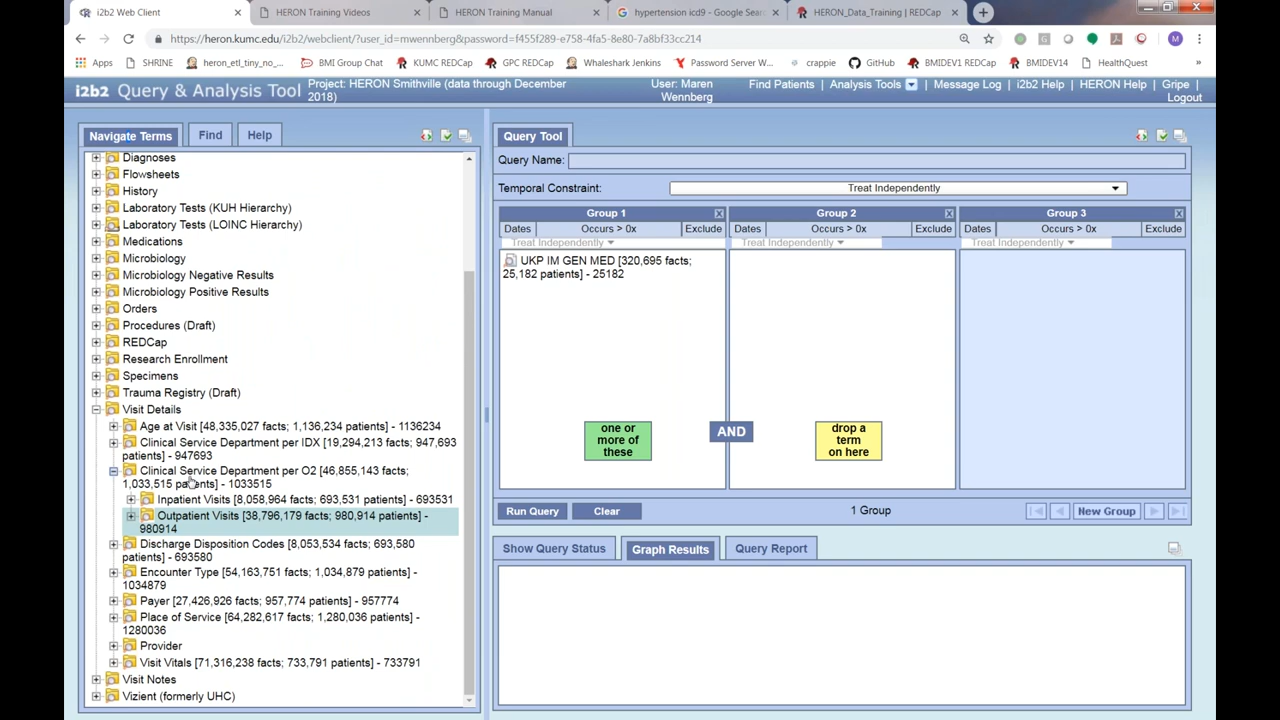 i2b2 Web Client
HERON Training Videos
HERON Training Manual
hypertension icd9 - Google Sear
HERON_Data_Training | REDCap
https://heron.kumc.edu/i2b2/webclient/?user_id=mwennberg&password=f455f289-e758-4fa5-8e80-7a8bf33cc214
M
Apps
SHRINE
heron_etl_tiny_no_...
BMI Group Chat
KUMC REDCap
GPC REDCap
Whaleshark Jenkins
Password Server W...
crappie
GitHub
BMIDEV1 REDCap
BMIDEV14
HealthQuest
»
i2b2 Query & Analysis Tool
Project: HERON Smithville (data through December
2018)
User: Maren
Wennberg
Find Patients | Analysis Tools | Message Log | i2b2 Help | HERON Help | Gripe |
Logout
Navigate Terms
Find
Help
Diagnoses
Flowsheets
History
Laboratory Tests (KUH Hierarchy)
Laboratory Tests (LOINC Hierarchy)
Medications
Microbiology
Microbiology Negative Results
Microbiology Positive Results
Orders
Procedures (Draft)
REDCap
Research Enrollment
Specimens
Trauma Registry (Draft)
Visit Details
Age at Visit [48,335,027 facts; 1,136,234 patients] - 1136234
Clinical Service Department per IDX [19,294,213 facts; 947,693
patients] - 947693
Clinical Service Department per O2 [46,855,143 facts;
1,033,515 patients] - 1033515
Inpatient Visits [8,058,964 facts; 693,531 patients] - 693531
Outpatient Visits [38,796,179 facts; 980,914 patients] -
980914
Discharge Disposition Codes [8,053,534 facts; 693,580
patients] - 693580
Encounter Type [54,163,751 facts; 1,034,879 patients] -
1034879
Payer [27,426,926 facts; 957,774 patients] - 957774
Place of Service [64,282,617 facts; 1,280,036 patients] -
1280036
Provider
Visit Vitals [71,316,238 facts; 733,791 patients] - 733791
Visit Notes
Vizient (formerly UHC)
Query Tool
Query Name:
Temporal Constraint:
Treat Independently
Group 1
Group 2
Group 3
Dates
Occurs > 0x
Exclude
Dates
Occurs > 0x
Exclude
Dates
Occurs > 0x
Exclude
Treat Independently
Treat Independently
Treat Independently
UKP IM GEN MED [320,695 facts;
25,182 patients] - 25182
one or
more of
these
AND
drop a
term
on here
Run Query
Clear
1 Group
New Group
Show Query Status
Graph Results
Query Report